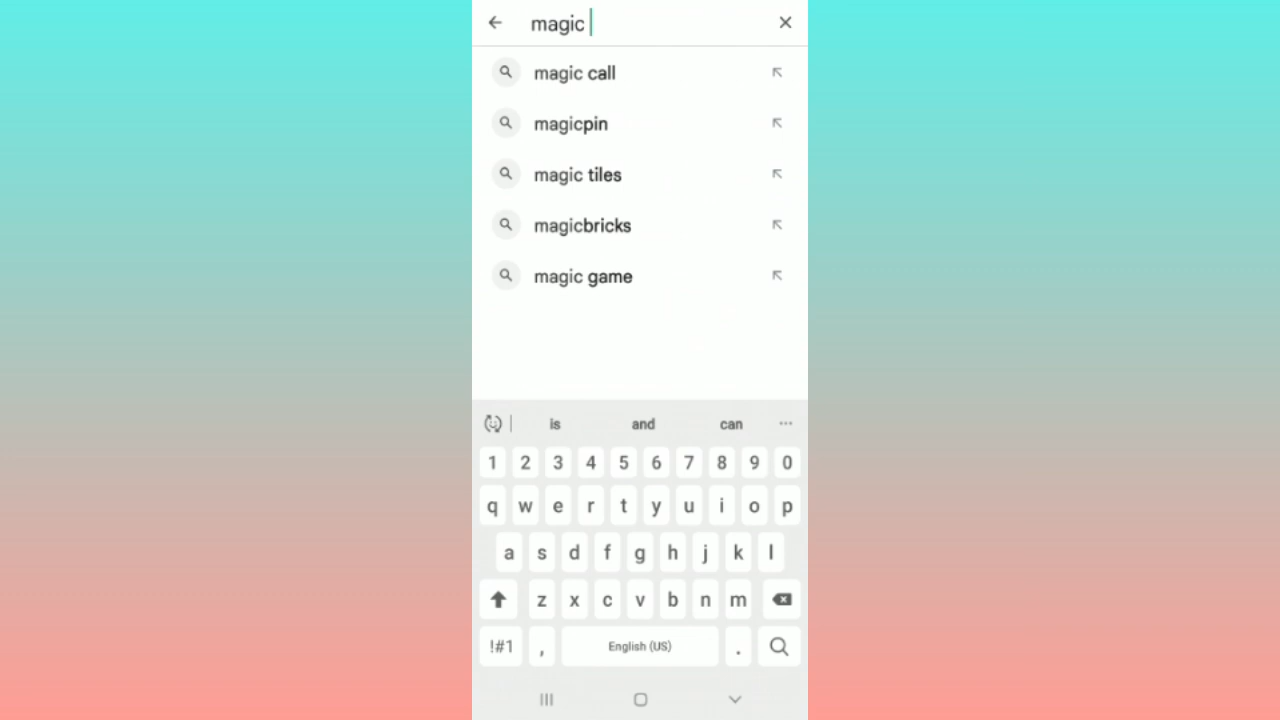 magic
magic call
magicpin
magic tiles
magicbricks
magic game
is and can
1 2 3 4 5 6 7 8 9 0
q w e r t y u i o p
a s d f g h j k l
z x c v b n m
!#1 , English (US) .